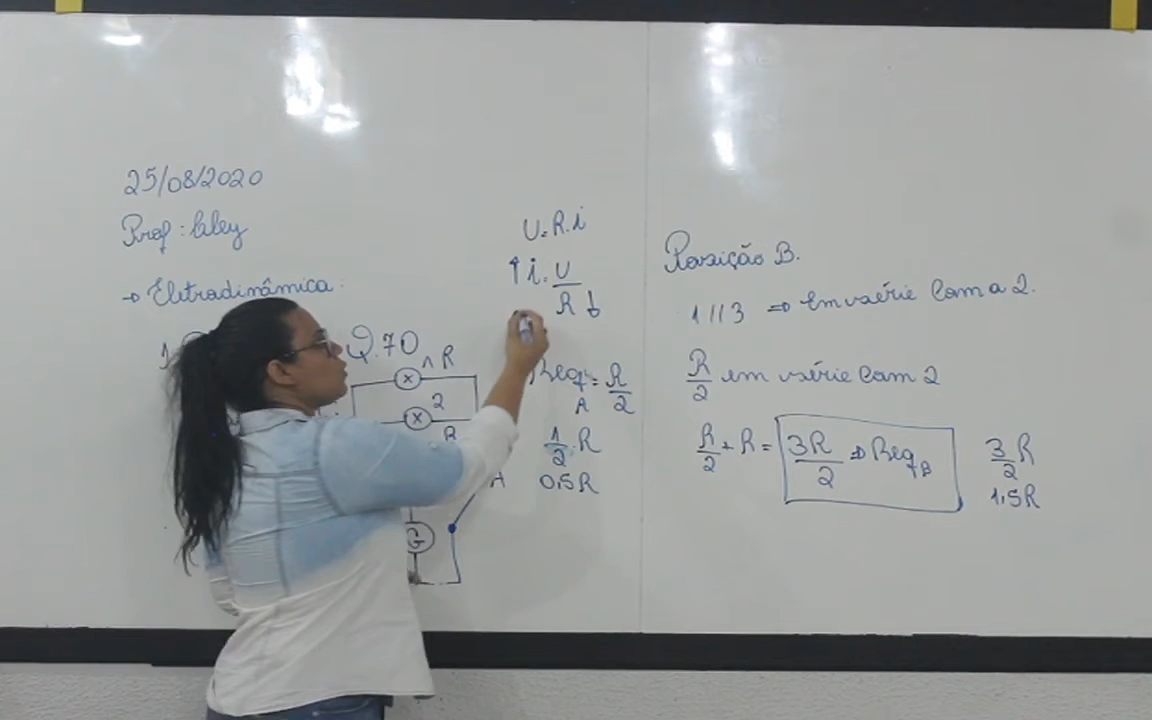 25/08/2020
Prof: Cley
→ Eletrodinâmica:
Q.70
1 R
2
R
A
G
U=R.i
↑ i = U/R ↓
Req A = R/2
1/2 . R
0,5R
Posição B.
1 // 3 ⇒ Em série com a 2.
R/2 em série com 2
R/2 + R = 3R/2 ⇒ Req B
3/2 R
1,5R